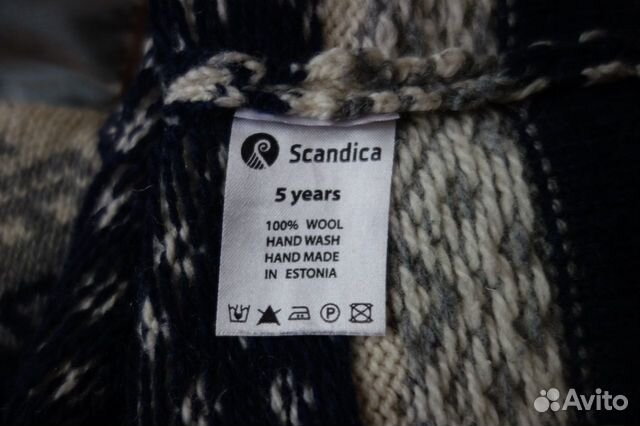 Scandica
5 years
100% WOOL
HAND WASH
HAND MADE
IN ESTONIA
P
Avito